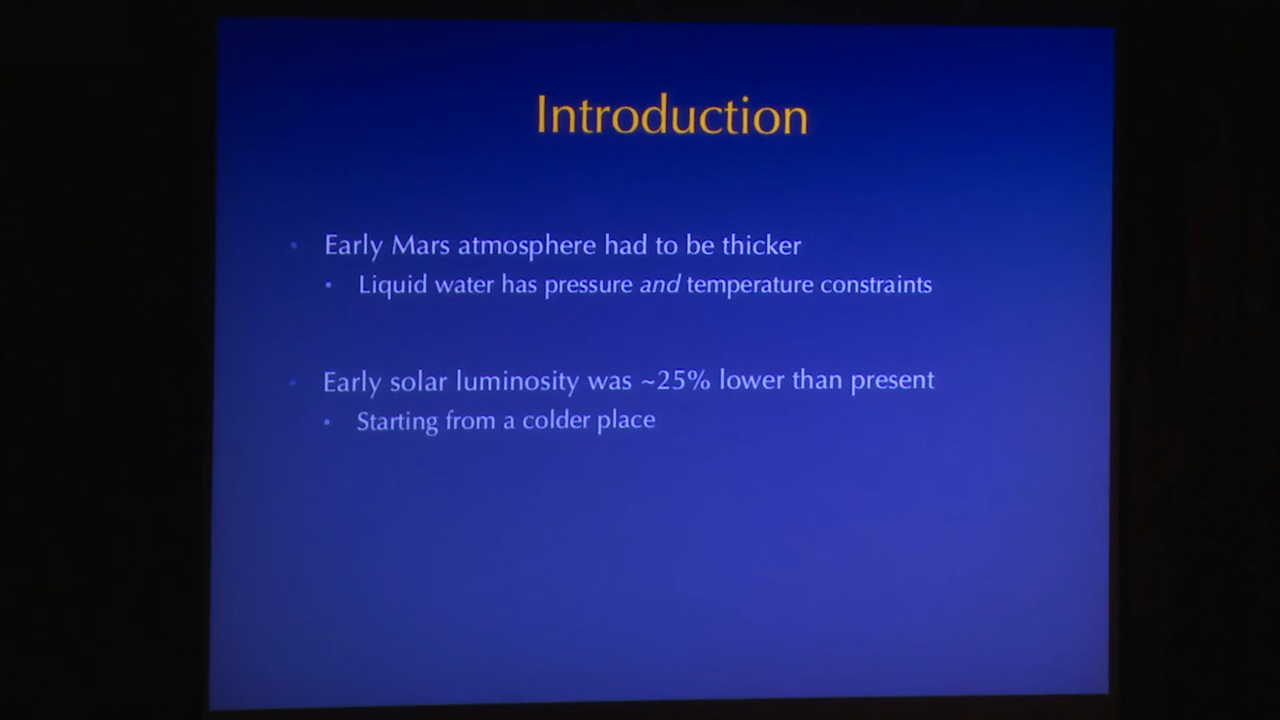 Introduction
Early Mars atmosphere had to be thicker
Liquid water has pressure and temperature constraints
Early solar luminosity was ~25% lower than present
Starting from a colder place